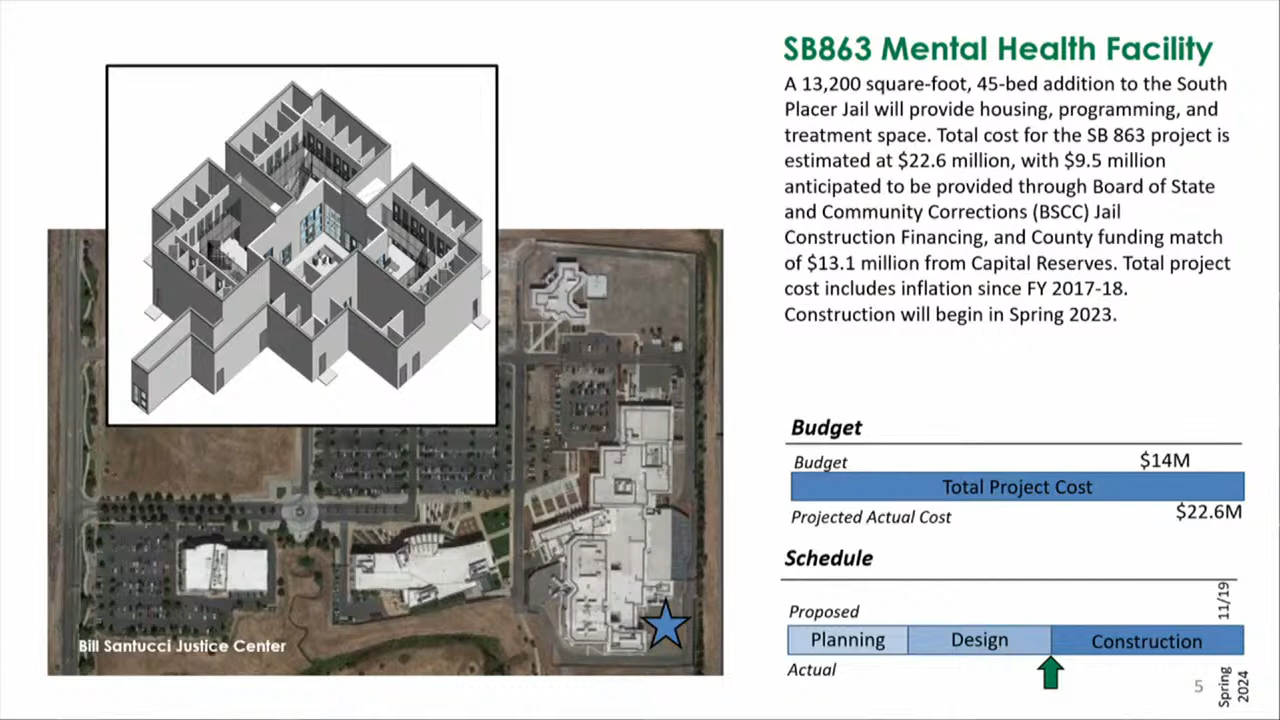 SB863 Mental Health Facility
A 13,200 square-foot, 45-bed addition to the South
Placer Jail will provide housing, programming, and
treatment space. Total cost for the SB 863 project is
estimated at $22.6 million, with $9.5 million
anticipated to be provided through Board of State
and Community Corrections (BSCC) Jail
Construction Financing, and County funding match
of $13.1 million from Capital Reserves. Total project
cost includes inflation since FY 2017-18.
Construction will begin in Spring 2023.
Budget
Budget $14M
Total Project Cost
Projected Actual Cost $22.6M
Schedule
Proposed 11/19
Planning Design Construction
Actual Spring 2024
Bill Santucci Justice Center
5